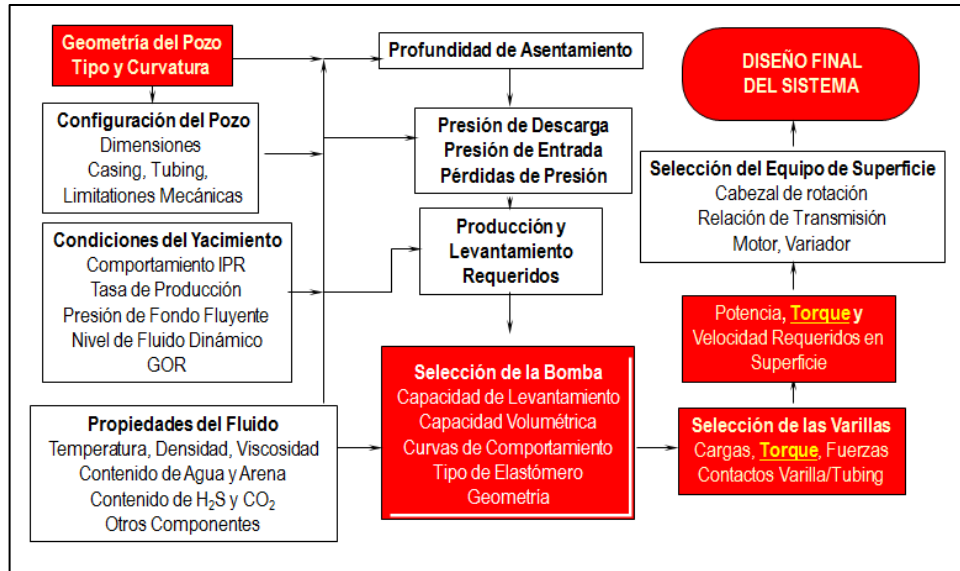 Geometría del Pozo
Tipo y Curvatura
Configuración del Pozo
Dimensiones
Casing, Tubing,
Limitationes Mecánicas
Condiciones del Yacimiento
Comportamiento IPR
Tasa de Producción
Presión de Fondo Fluyente
Nivel de Fluido Dinámico
GOR
Propiedades del Fluido
Temperatura, Densidad, Viscosidad
Contenido de Agua y Arena
Contenido de H₂S y CO₂
Otros Componentes
Profundidad de Asentamiento
Presión de Descarga
Presión de Entrada
Pérdidas de Presión
Producción y
Levantamiento
Requeridos
Selección de la Bomba
Capacidad de Levantamiento
Capacidad Volumétrica
Curvas de Comportamiento
Tipo de Elastómero
Geometría
DISEÑO FINAL
DEL SISTEMA
Selección del Equipo de Superficie
Cabezal de rotación
Relación de Transmisión
Motor, Variador
Potencia, Torque y
Velocidad Requeridos en
Superficie
Selección de las Varillas
Cargas, Torque, Fuerzas
Contactos Varilla/Tubing